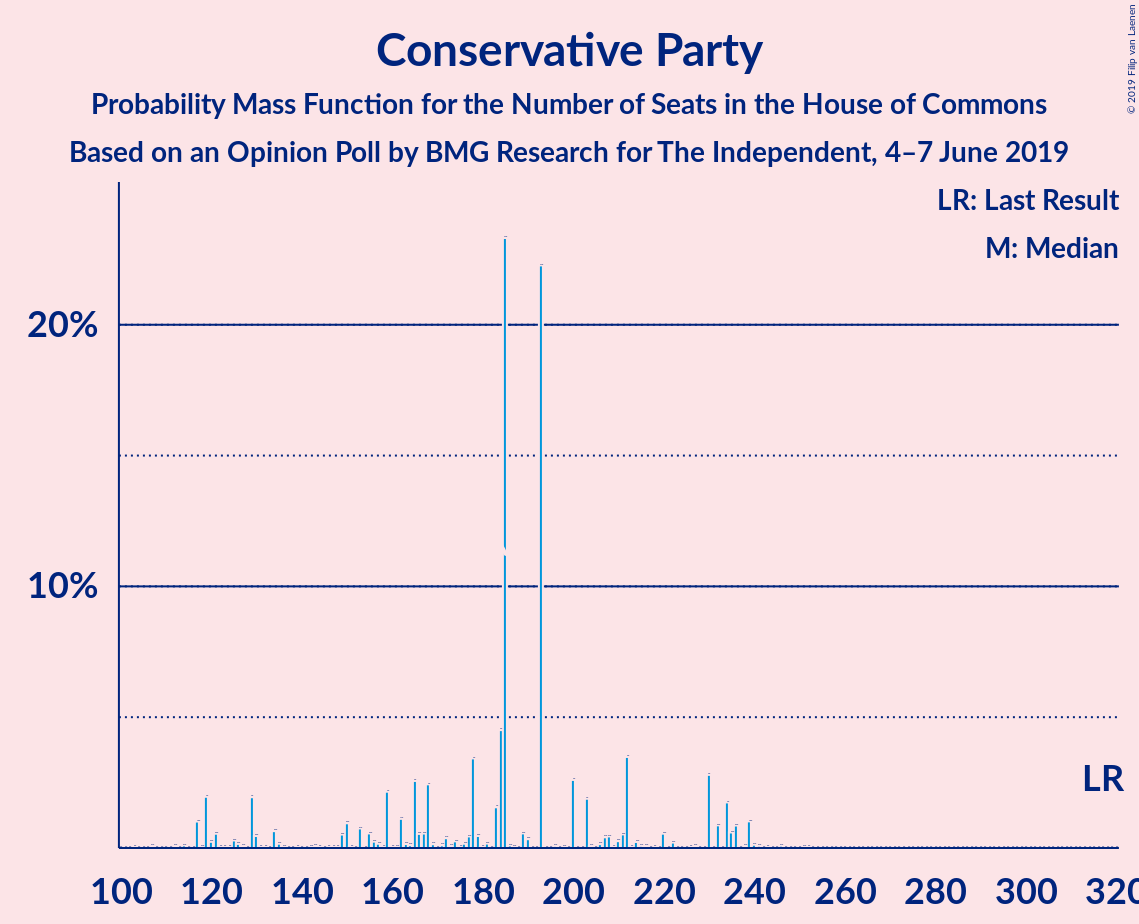 Conservative Party
Probability Mass Function for the Number of Seats in the House of Commons
Based on an Opinion Poll by BMG Research for The Independent, 4–7 June 2019
© 2019 Filip van Laenen
LR: Last Result
M: Median
20%
10%
LR
100 120 140 160 180 200 220 240 260 280 300 320